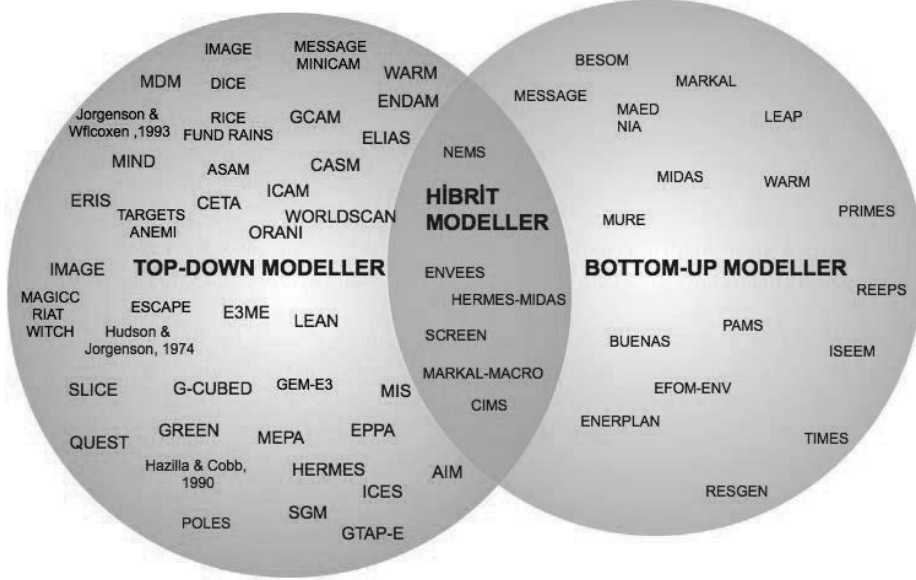 IMAGE
MESSAGE
MINICAM
WARM
MDM
DICE
ENDAM
Jorgenson &
Wilcoxen ,1993
RICE
FUND RAINS
GCAM
ELIAS
MIND
ASAM
CASM
ERIS
CETA
ICAM
TARGETS
ANEMI
WORLDSCAN
ORANI
IMAGE
TOP-DOWN MODELLER
MAGICC
RIAT
WITCH
ESCAPE
E3ME
LEAN
Hudson &
Jorgenson, 1974
SLICE
G-CUBED
GEM-E3
MIS
QUEST
GREEN
MEPA
EPPA
Hazilla & Cobb,
1990
HERMES
AIM
ICES
POLES
SGM
GTAP-E
NEMS
HİBRİT
MODELLER
ENVEES
HERMES-MIDAS
SCREEN
MARKAL-MACRO
CIMS
BESOM
MARKAL
MESSAGE
MAED
NIA
LEAP
MIDAS
WARM
MURE
PRIMES
BOTTOM-UP MODELLER
REEPS
PAMS
BUENAS
ISEEM
EFOM-ENV
ENERPLAN
TIMES
RESGEN